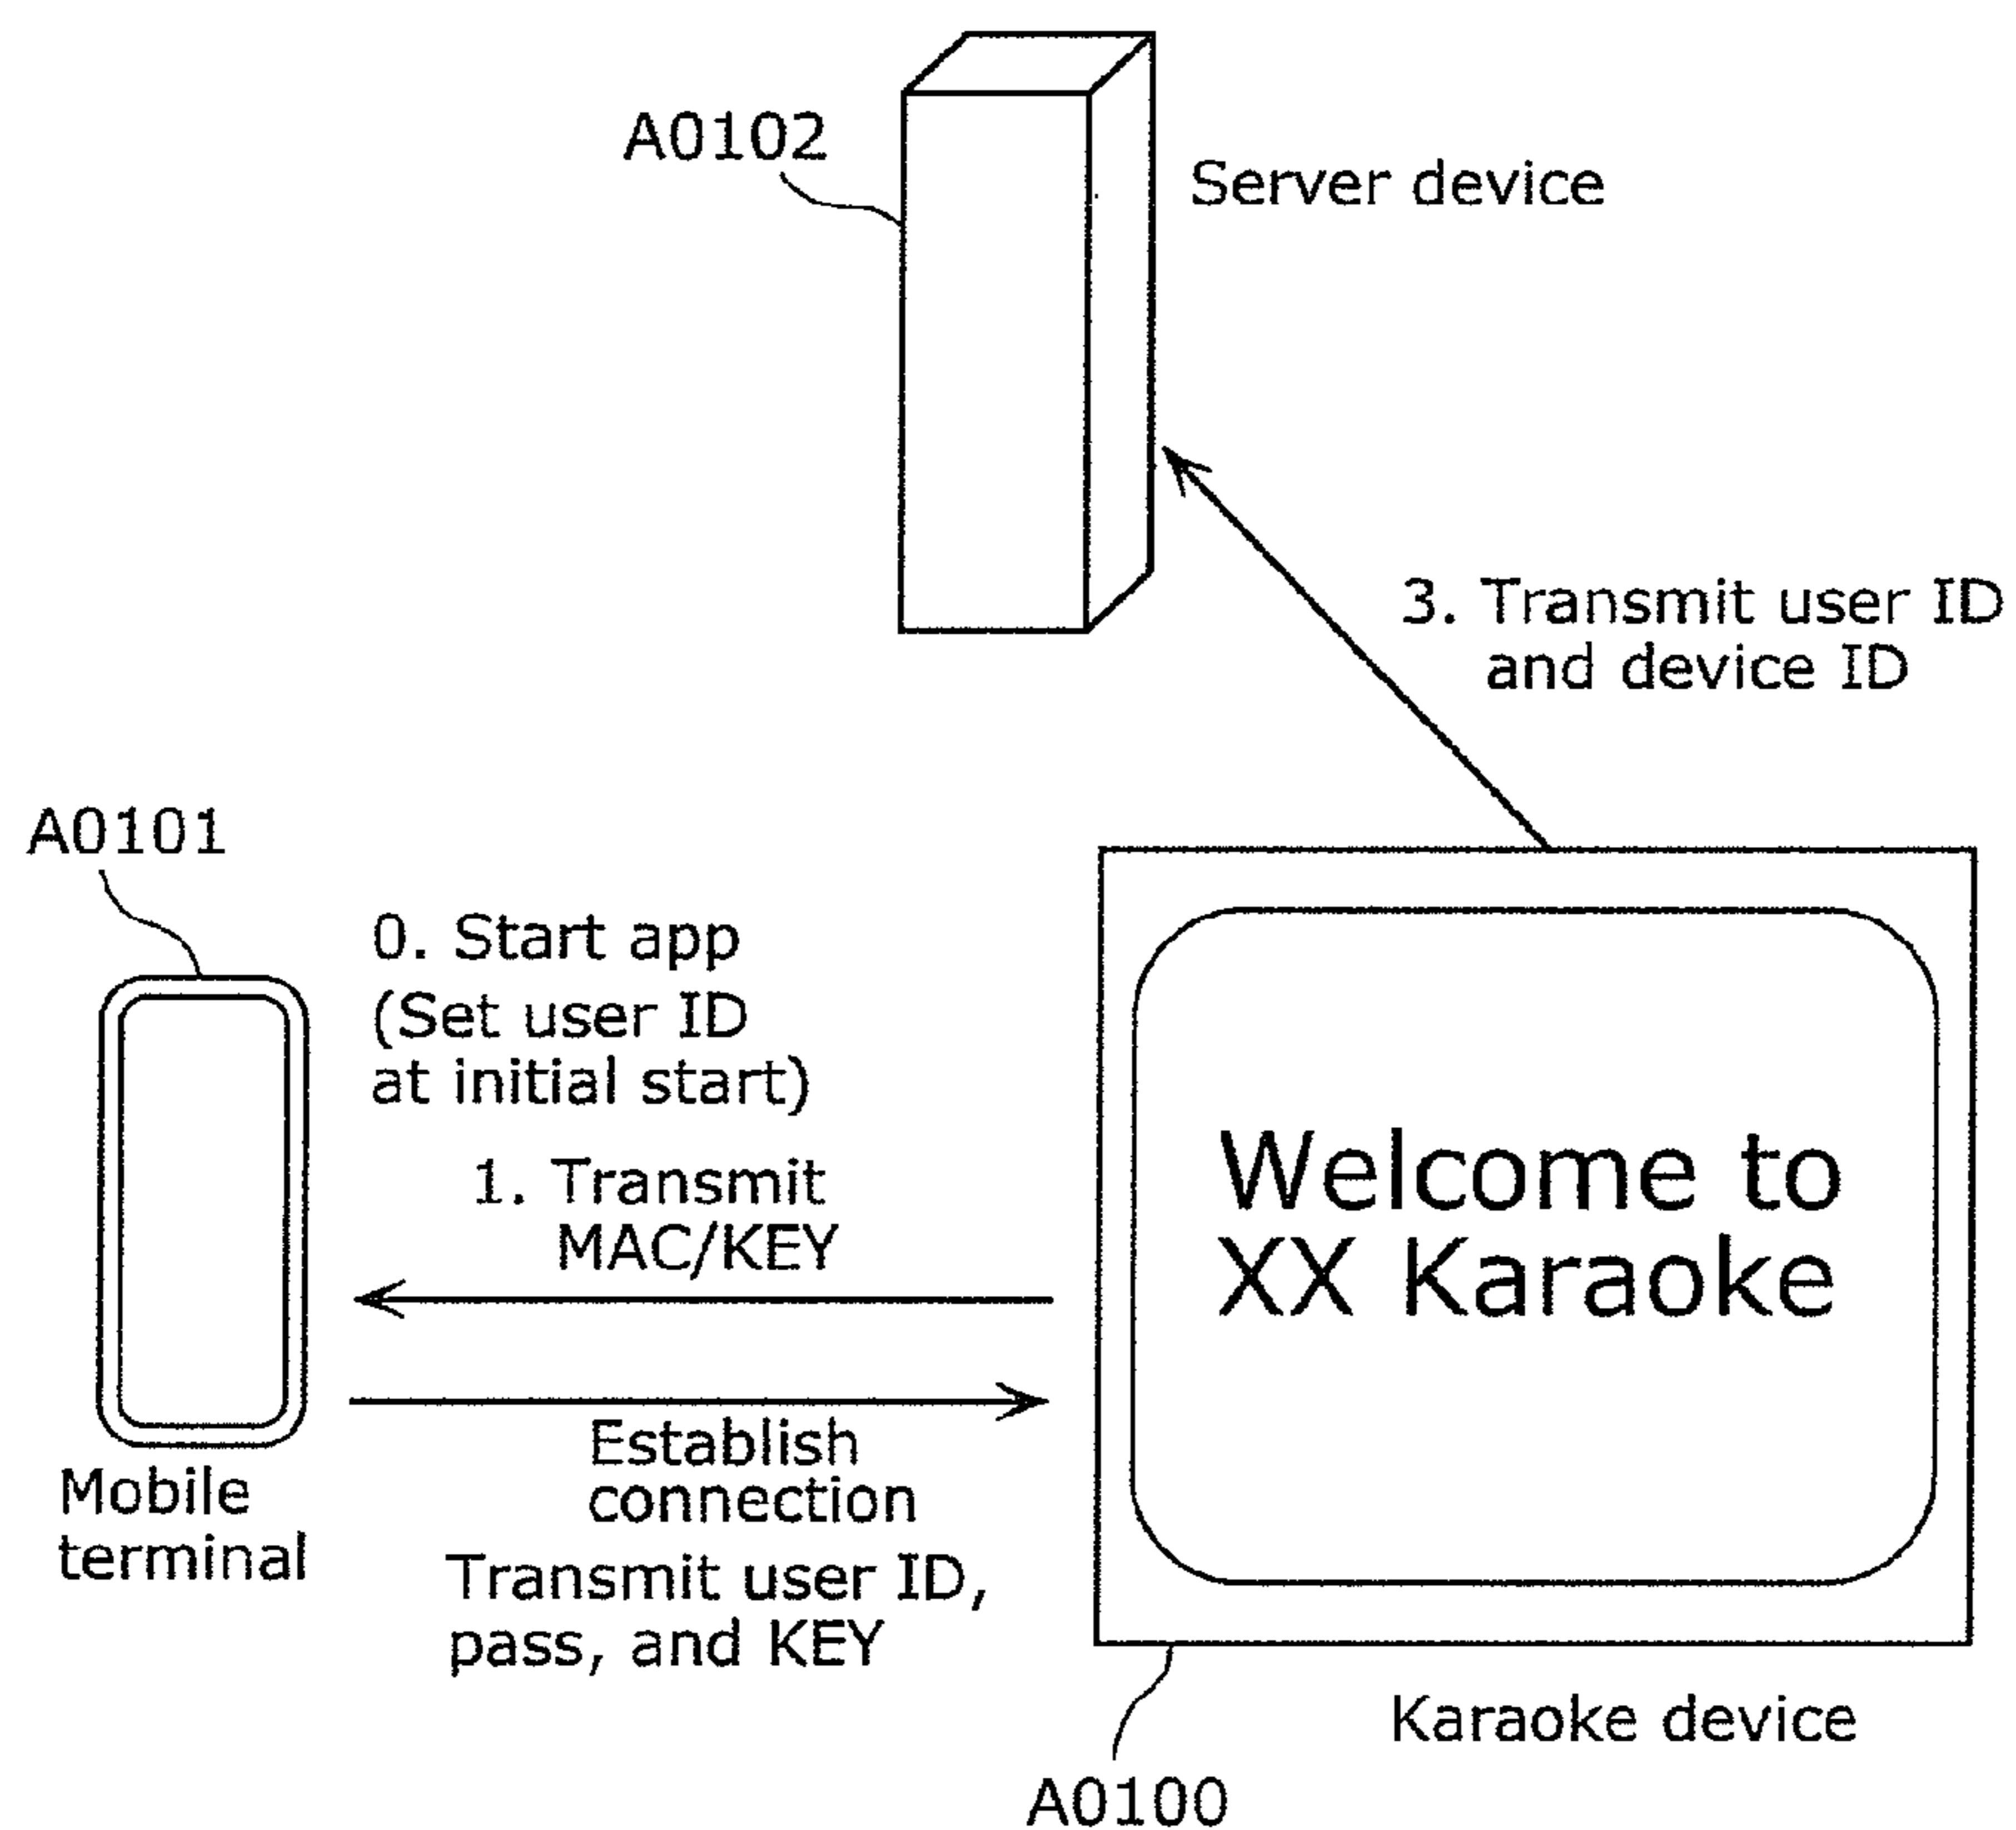 A0102
Server device
3. Transmit user ID
and device ID
A0101
0. Start app
(Set user ID
at initial start)
1. Transmit
MAC/KEY
Welcome to
XX Karaoke
Establish
connection
Transmit user ID,
pass, and KEY
Mobile
terminal
Karaoke device
A0100